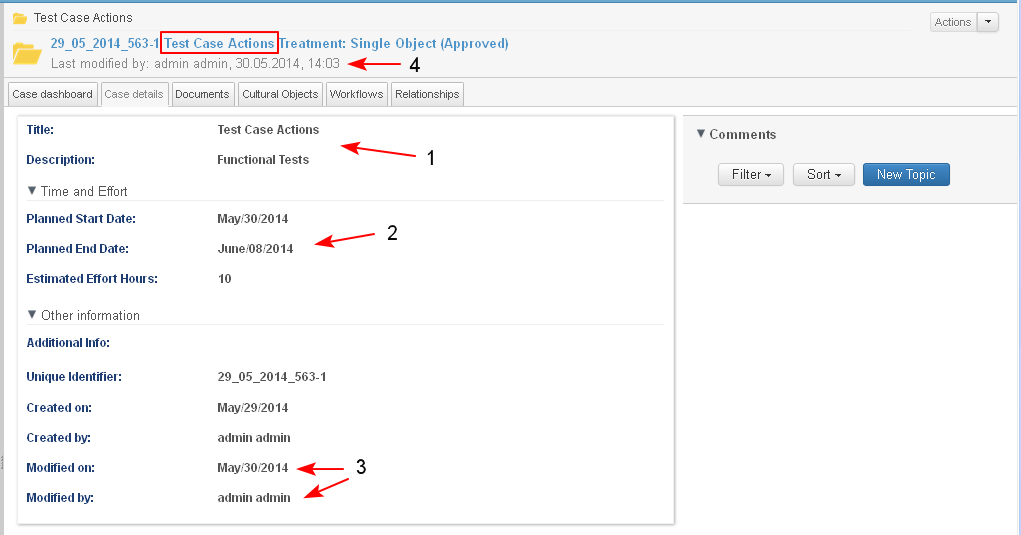 Test Case Actions
Actions
29_05_2014_563-1 Test Case Actions Treatment: Single Object (Approved)
Last modified by: admin admin, 30.05.2014, 14:03
4
Case dashboard Case details Documents Cultural Objects Workflows Relationships
Title: Test Case Actions
1
Description: Functional Tests
Time and Effort
Planned Start Date: May/30/2014
2
Planned End Date: June/08/2014
Estimated Effort Hours: 10
Other information
Additional Info:
Unique Identifier: 29_05_2014_563-1
Created on: May/29/2014
Created by: admin admin
Modified on: May/30/2014
3
Modified by: admin admin
Comments
Filter Sort New Topic